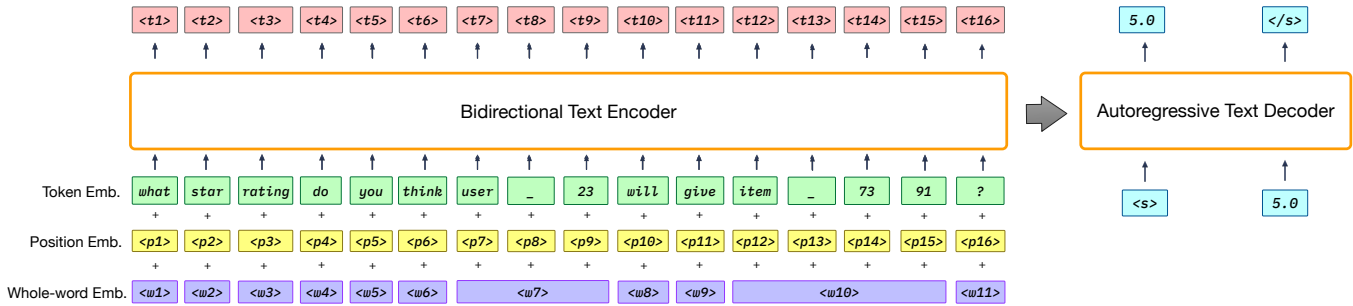 <t1> <t2> <t3> <t4> <t5> <t6> <t7> <t8> <t9> <t10> <t11> <t12> <t13> <t14> <t15> <t16> 5.0 </s>
Bidirectional Text Encoder Autoregressive Text Decoder
Token Emb. what star rating do you think user _ 23 will give item _ 73 91 ? <s> 5.0
+ + + + + + + + + + + + + + + +
Position Emb. <p1> <p2> <p3> <p4> <p5> <p6> <p7> <p8> <p9> <p10> <p11> <p12> <p13> <p14> <p15> <p16>
+ + + + + + + + + + + + + + + +
Whole-word Emb. <w1> <w2> <w3> <w4> <w5> <w6> <w7> <w8> <w9> <w10> <w11>